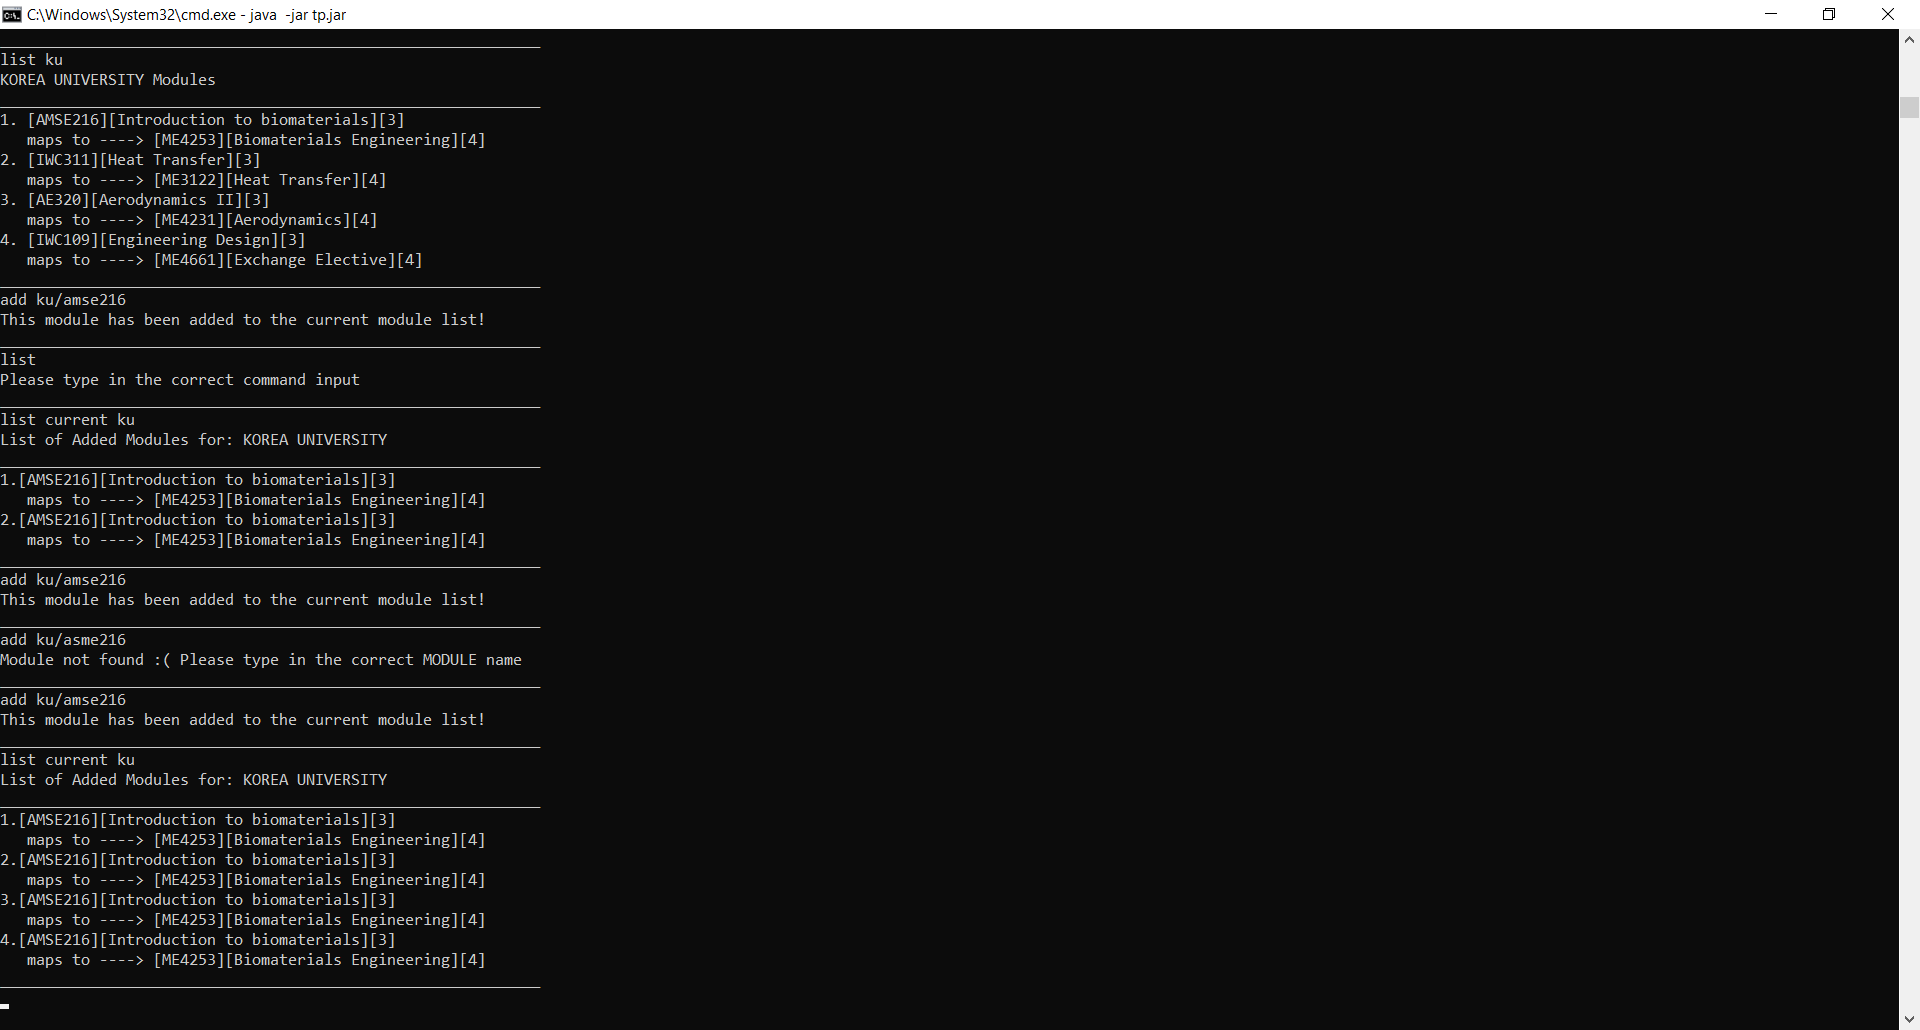 C:\Windows\System32\cmd.exe - java  -jar tp.jar
list ku
KOREA UNIVERSITY Modules
1. [AMSE216][Introduction to biomaterials][3]
   maps to ----> [ME4253][Biomaterials Engineering][4]
2. [IWC311][Heat Transfer][3]
   maps to ----> [ME3122][Heat Transfer][4]
3. [AE320][Aerodynamics II][3]
   maps to ----> [ME4231][Aerodynamics][4]
4. [IWC109][Engineering Design][3]
   maps to ----> [ME4661][Exchange Elective][4]
add ku/amse216
This module has been added to the current module list!
list
Please type in the correct command input
list current ku
List of Added Modules for: KOREA UNIVERSITY
1.[AMSE216][Introduction to biomaterials][3]
   maps to ----> [ME4253][Biomaterials Engineering][4]
2.[AMSE216][Introduction to biomaterials][3]
   maps to ----> [ME4253][Biomaterials Engineering][4]
add ku/amse216
This module has been added to the current module list!
add ku/asme216
Module not found :( Please type in the correct MODULE name
add ku/amse216
This module has been added to the current module list!
list current ku
List of Added Modules for: KOREA UNIVERSITY
1.[AMSE216][Introduction to biomaterials][3]
   maps to ----> [ME4253][Biomaterials Engineering][4]
2.[AMSE216][Introduction to biomaterials][3]
   maps to ----> [ME4253][Biomaterials Engineering][4]
3.[AMSE216][Introduction to biomaterials][3]
   maps to ----> [ME4253][Biomaterials Engineering][4]
4.[AMSE216][Introduction to biomaterials][3]
   maps to ----> [ME4253][Biomaterials Engineering][4]